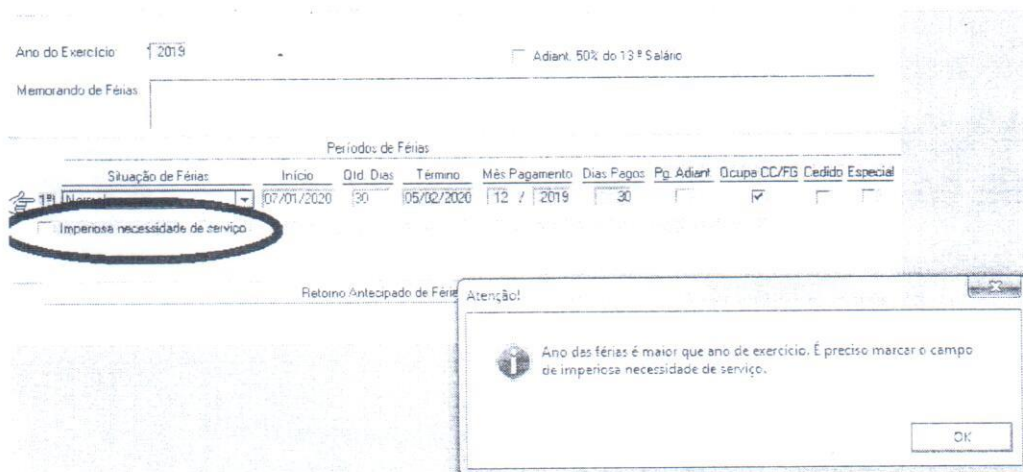 Ano do Exercício 2019
Adiant. 50% do 13º Salário
Memorando de Férias
Períodos de Férias
Situação de Férias Início Qtd. Dias Término Mês Pagamento Dias Pagos Pg. Adiant Ocupa CC/FG Cedido Especial
1ª) Normal 07/01/2020 30 05/02/2020 12 / 2019 30
Imperiosa necessidade de serviço
Retorno Antecipado de Férias
Atenção!
Ano das férias é maior que ano de exercício. É preciso marcar o campo
de imperiosa necessidade de serviço.
OK